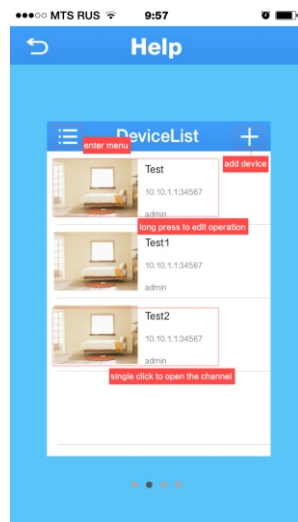 MTS RUS 9:57
Help
DeviceList
enter menu
add device
Test
10.10.1.1:34567
admin
long press to edit operation
Test1
10.10.1.1:34567
admin
Test2
10.10.1.1:34567
admin
single click to open the channel